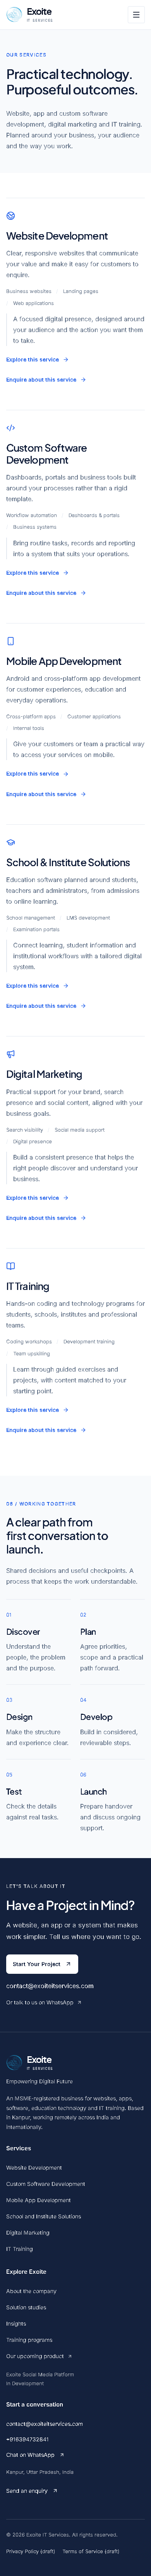 Exoite
IT SERVICES
OUR SERVICES
Practical technology.
Purposeful outcomes.
Website, app and custom software
development, digital marketing and IT training.
Planned around your business, your audience
and the way you work.
Website Development
Clear, responsive websites that communicate
your value and make it easy for customers to
enquire.
Business websites
Landing pages
Web applications
A focused digital presence, designed around
your audience and the action you want them
to take.
Explore this service →
Enquire about this service →
Custom Software
Development
Dashboards, portals and business tools built
around your processes rather than a rigid
template.
Workflow automation
Dashboards & portals
Business systems
Bring routine tasks, records and reporting
into a system that suits your operations.
Explore this service →
Enquire about this service →
Mobile App Development
Android and cross-platform app development
for customer experiences, education and
everyday operations.
Cross-platform apps
Customer applications
Internal tools
Give your customers or team a practical way
to access your services on mobile.
Explore this service →
Enquire about this service →
School & Institute Solutions
Education software planned around students,
teachers and administrators, from admissions
to online learning.
School management
LMS development
Examination portals
Connect learning, student information and
institutional workflows with a tailored digital
system.
Explore this service →
Enquire about this service →
Digital Marketing
Practical support for your brand, search
presence and social content, aligned with your
business goals.
Search visibility
Social media support
Digital presence
Build a consistent presence that helps the
right people discover and understand your
business.
Explore this service →
Enquire about this service →
IT Training
Hands-on coding and technology programs for
students, schools, institutes and professional
teams.
Coding workshops
Development training
Team upskilling
Learn through guided exercises and
projects, with content matched to your
starting point.
Explore this service →
Enquire about this service →
08 / WORKING TOGETHER
A clear path from
first conversation to
launch.
Shared decisions and useful checkpoints. A
process that keeps the work understandable.
01
Discover
Understand the
people, the problem
and the purpose.
02
Plan
Agree priorities,
scope and a practical
path forward.
03
Design
Make the structure
and experience clear.
04
Develop
Build in considered,
reviewable steps.
05
Test
Check the details
against real tasks.
06
Launch
Prepare handover
and discuss ongoing
support.
LET'S TALK ABOUT IT
Have a Project in Mind?
A website, an app or a system that makes
work simpler. Tell us where you want to go.
Start Your Project ↗
contact@exoiteitservices.com
Or talk to us on WhatsApp ↗
Exoite
IT SERVICES
Empowering Digital Future
An MSME-registered business for websites, apps,
software, education technology and IT training. Based
in Kanpur, working remotely across India and
internationally.
Services
Website Development
Custom Software Development
Mobile App Development
School and Institute Solutions
Digital Marketing
IT Training
Explore Exoite
About the company
Solution studies
Insights
Training programs
Our upcoming product ↗
Exoite Social Media Platform
In Development
Start a conversation
contact@exoiteitservices.com
+916394732841
Chat on WhatsApp ↗
Kanpur, Uttar Pradesh, India
Send an enquiry ↗
© 2026 Exoite IT Services. All rights reserved.
Privacy Policy (draft)
Terms of Service (draft)